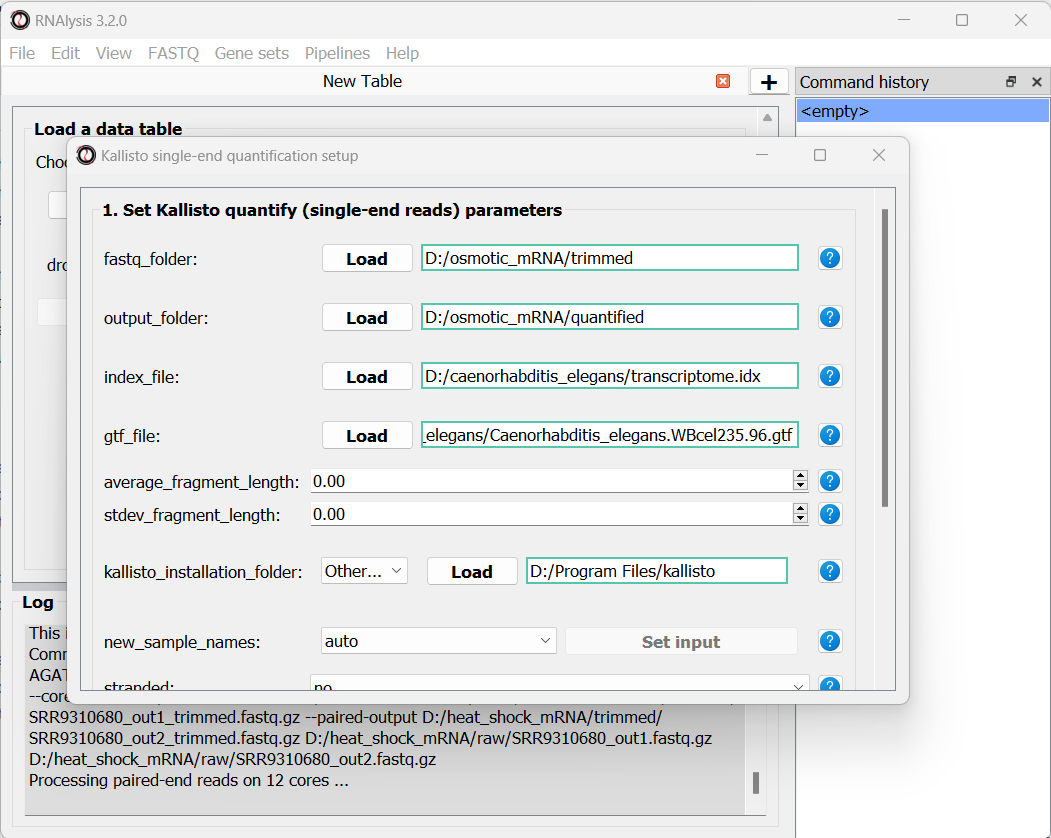 RNAlysis 3.2.0
File Edit View FASTQ Gene sets Pipelines Help
New Table
Command history
<empty>
Load a data table
Kallisto single-end quantification setup
1. Set Kallisto quantify (single-end reads) parameters
fastq_folder: Load D:/osmotic_mRNA/trimmed ?
output_folder: Load D:/osmotic_mRNA/quantified ?
index_file: Load D:/caenorhabditis_elegans/transcriptome.idx ?
gtf_file: Load _elegans/Caenorhabditis_elegans.WBcel235.96.gtf ?
average_fragment_length: 0.00 ?
stdev_fragment_length: 0.00 ?
kallisto_installation_folder: Other... Load D:/Program Files/kallisto ?
new_sample_names: auto Set input ?
stranded: no ?
Log
This
AGAT
SRR9310680_out1_trimmed.fastq.gz --paired-output D:/heat_shock_mRNA/trimmed/
SRR9310680_out2_trimmed.fastq.gz D:/heat_shock_mRNA/raw/SRR9310680_out1.fastq.gz
D:/heat_shock_mRNA/raw/SRR9310680_out2.fastq.gz
Processing paired-end reads on 12 cores ...